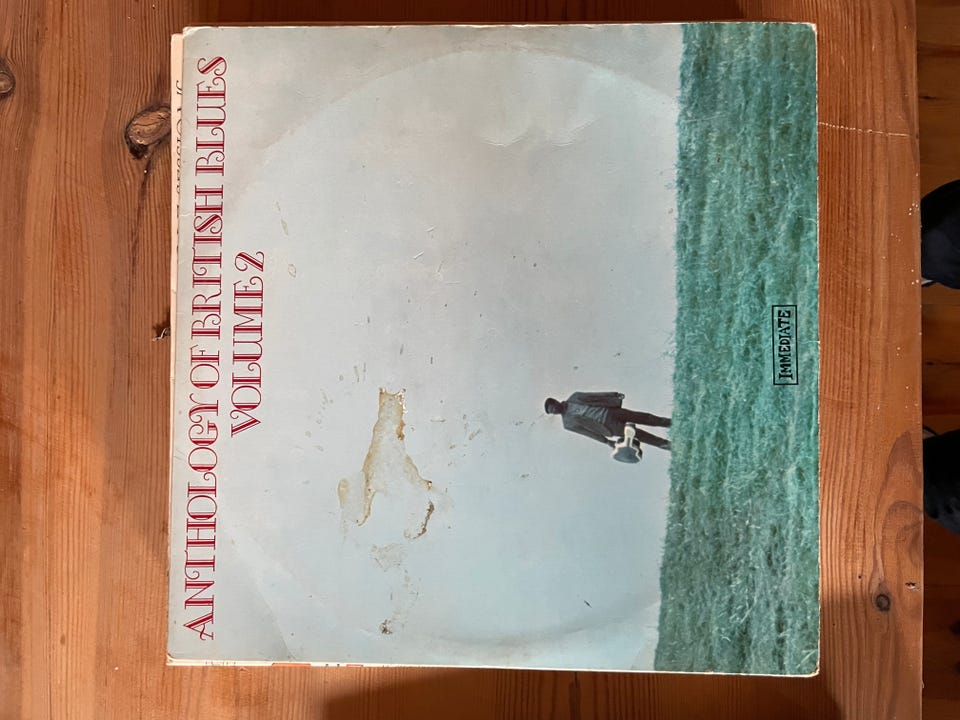 ANTHOLOGY OF BRITISH BLUES
VOLUME 2
IMMEDIATE